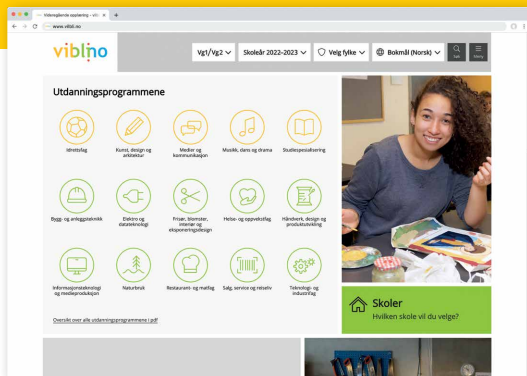 Videregående opplæring – vilbli
www.vilbli.no
viblino
Vg1/Vg2
Skoleår 2022–2023
Velg fylke
Bokmål (Norsk)
Søk
Meny
Utdanningsprogrammene
Idrettsfag
Kunst, design og
arkitektur
Medier og
kommunikasjon
Musikk, dans og drama
Studiespesialisering
Bygg- og anleggsteknikk
Elektro og
datateknologi
Frisør, blomster,
interiør og
eksponeringsdesign
Helse- og oppvekstfag
Håndverk, design og
produktutvikling
Informasjonsteknologi
og medieproduksjon
Naturbruk
Restaurant- og matfag
Salg, service og reiseliv
Teknologi- og
industrifag
Oversikt over alle utdanningsprogrammene i pdf
Skoler
Hvilken skole vil du velge?